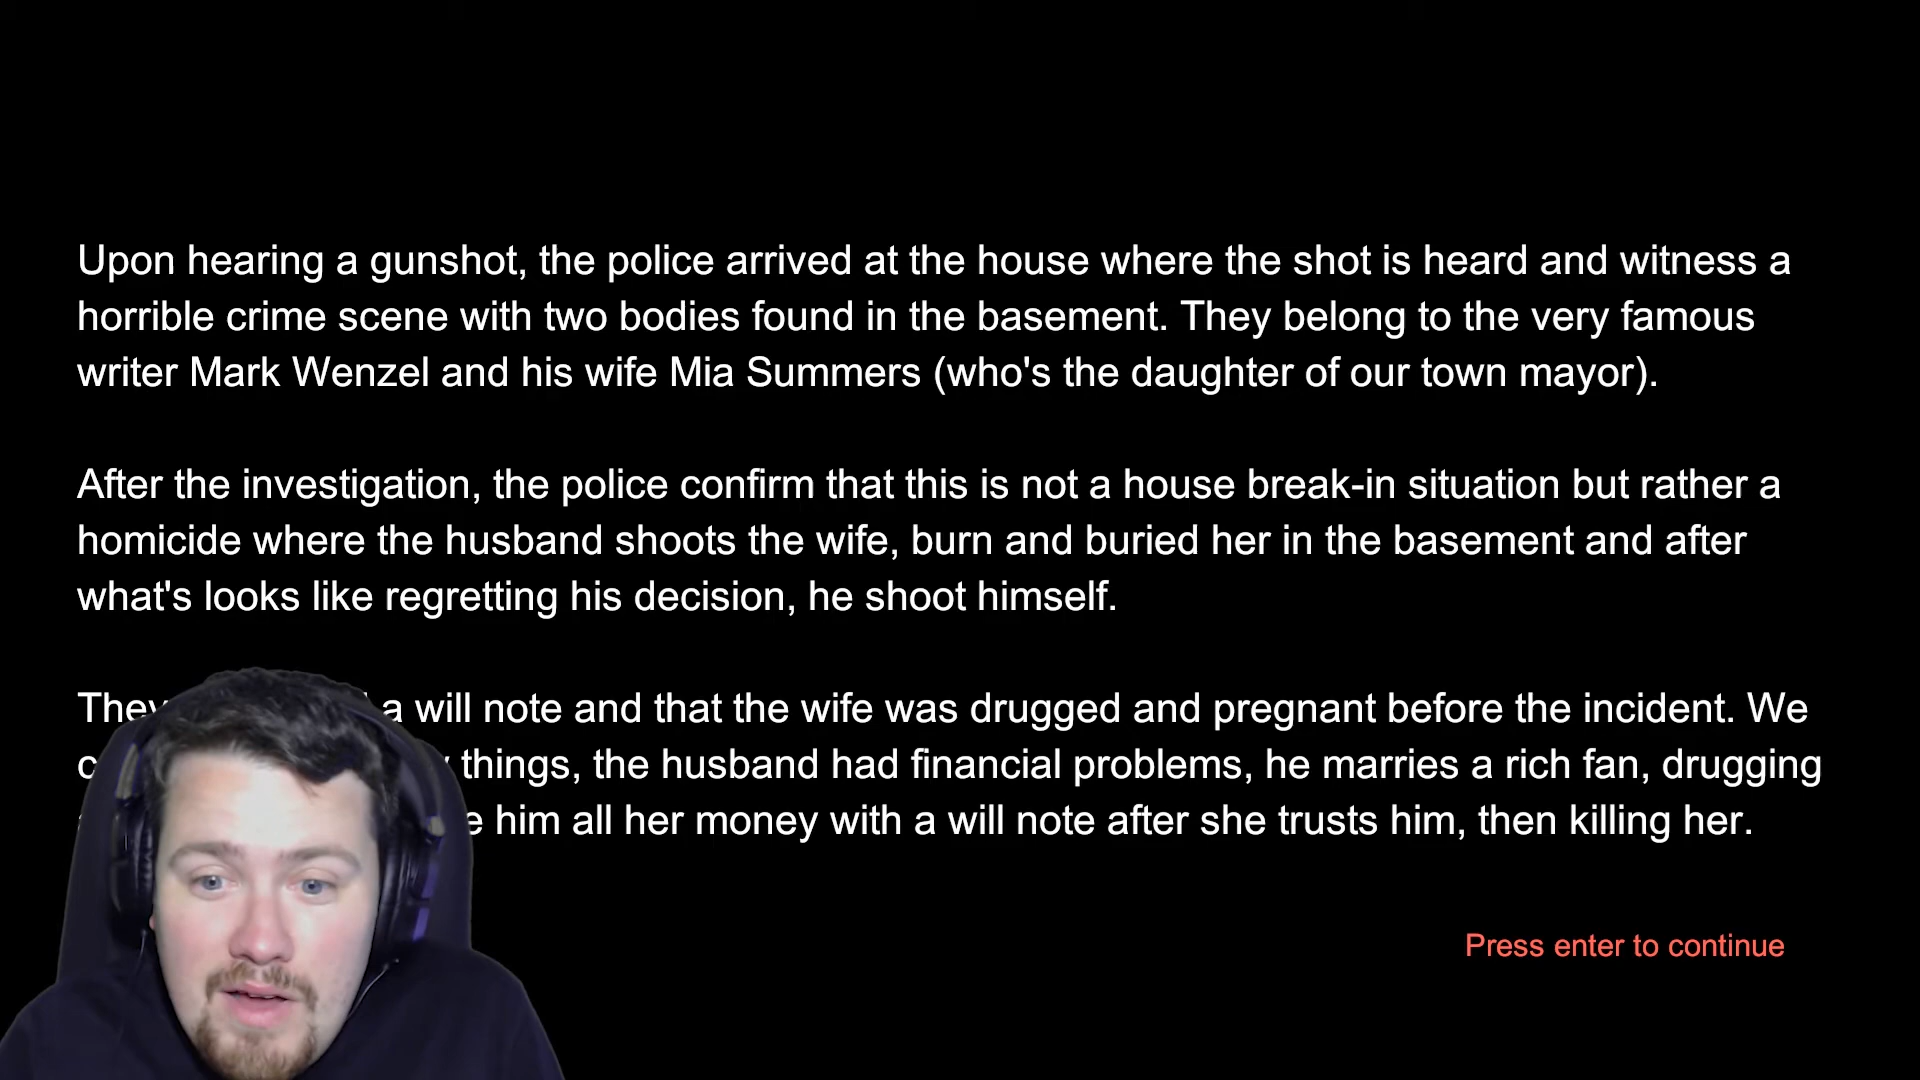 Upon hearing a gunshot, the police arrived at the house where the shot is heard and witness a
horrible crime scene with two bodies found in the basement. They belong to the very famous
writer Mark Wenzel and his wife Mia Summers (who's the daughter of our town mayor).
After the investigation, the police confirm that this is not a house break-in situation but rather a
homicide where the husband shoots the wife, burn and buried her in the basement and after
what's looks like regretting his decision, he shoot himself.
They a will note and that the wife was drugged and pregnant before the incident. We
things, the husband had financial problems, he marries a rich fan, drugging
him all her money with a will note after she trusts him, then killing her.
Press enter to continue